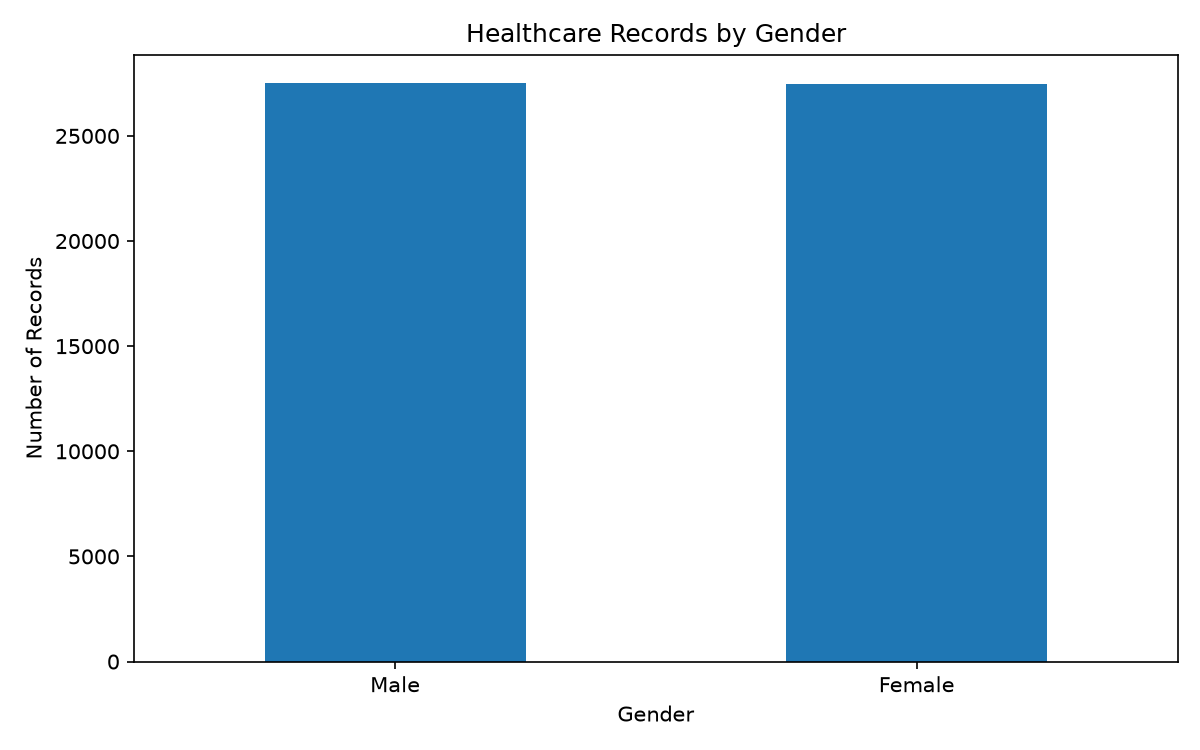 Healthcare Records by Gender
Number of Records
25000
20000
15000
10000
5000
0
Male
Female
Gender